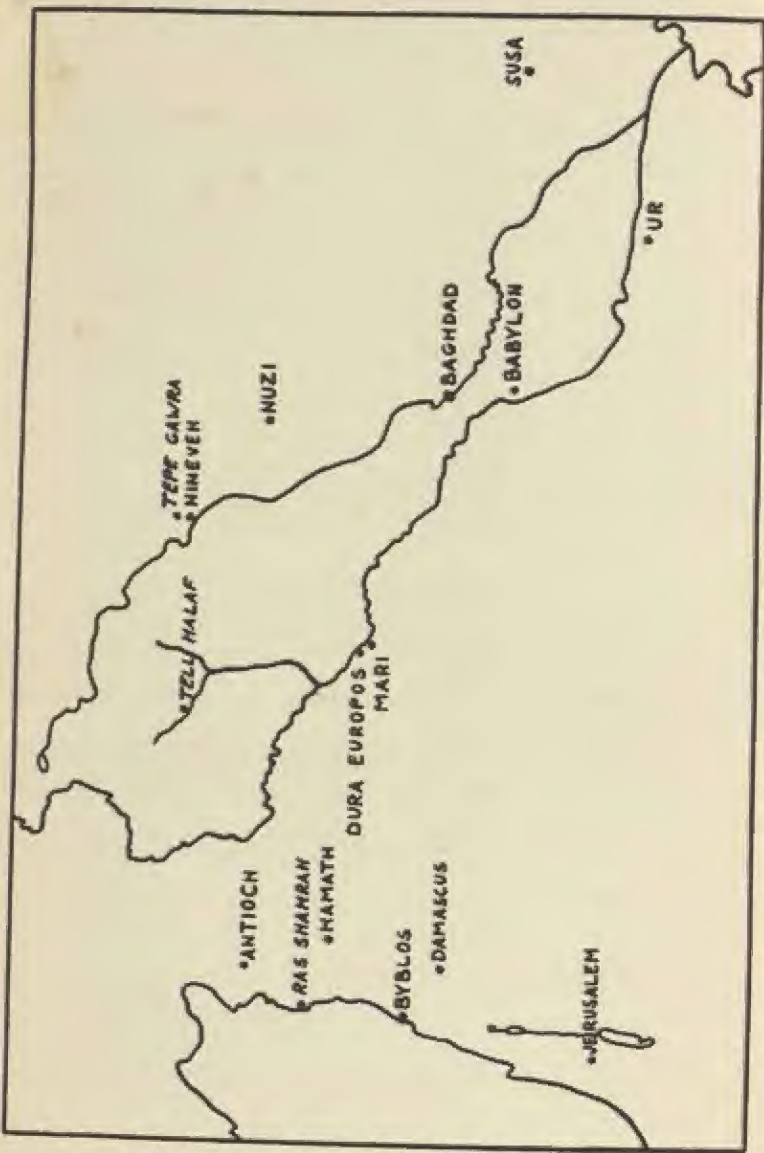 TEPE GAWRA
NINEVEH
TELL HALAF
NUZI
ANTIOCH
RAS SHAMRAH
HAMATH
DURA EUROPOS
MARI
BAGHDAD
BYBLOS
DAMASCUS
BABYLON
SUSA
JERUSALEM
UR